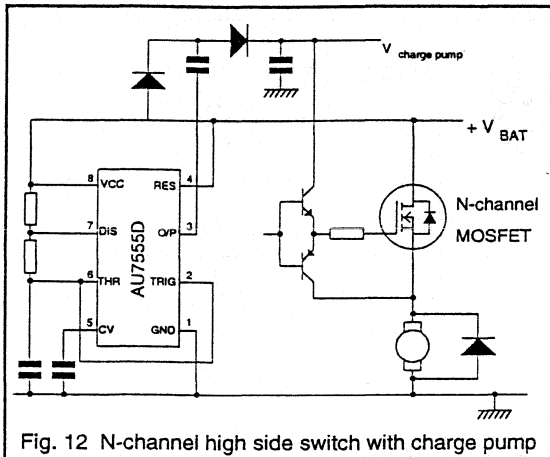 V charge pump
+ V BAT
8 VCC RES 4
7 DIS O/P 3
AU7555D
6 THR TRIG 2
5 CV GND 1
N-channel
MOSFET
Fig. 12 N-channel high side switch with charge pump